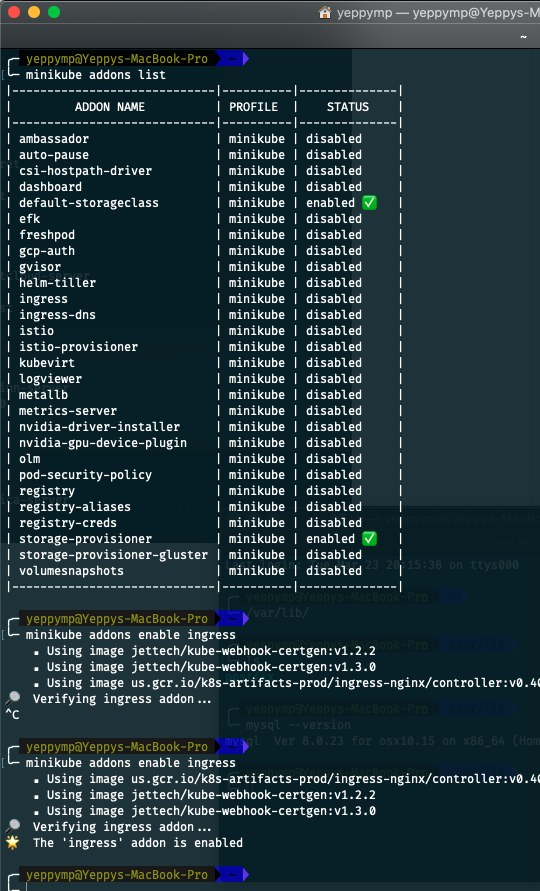 yeppymp — yeppymp@Yeppys-MacBook-Pro
~
yeppymp@Yeppys-MacBook-Pro ~
minikube addons list
|-----------------------------|----------|--------------|
| ADDON NAME | PROFILE | STATUS |
|-----------------------------|----------|--------------|
| ambassador | minikube | disabled |
| auto-pause | minikube | disabled |
| csi-hostpath-driver | minikube | disabled |
| dashboard | minikube | disabled |
| default-storageclass | minikube | enabled ✅ |
| efk | minikube | disabled |
| freshpod | minikube | disabled |
| gcp-auth | minikube | disabled |
| gvisor | minikube | disabled |
| helm-tiller | minikube | disabled |
| ingress | minikube | disabled |
| ingress-dns | minikube | disabled |
| istio | minikube | disabled |
| istio-provisioner | minikube | disabled |
| kubevirt | minikube | disabled |
| logviewer | minikube | disabled |
| metallb | minikube | disabled |
| metrics-server | minikube | disabled |
| nvidia-driver-installer | minikube | disabled |
| nvidia-gpu-device-plugin | minikube | disabled |
| olm | minikube | disabled |
| pod-security-policy | minikube | disabled |
| registry | minikube | disabled |
| registry-aliases | minikube | disabled |
| registry-creds | minikube | disabled |
| storage-provisioner | minikube | enabled ✅ |
| storage-provisioner-gluster | minikube | disabled |
| volumesnapshots | minikube | disabled |
|-----------------------------|----------|--------------|
yeppymp@Yeppys-MacBook-Pro ~
minikube addons enable ingress
▪ Using image jettech/kube-webhook-certgen:v1.2.2
▪ Using image jettech/kube-webhook-certgen:v1.3.0
▪ Using image us.gcr.io/k8s-artifacts-prod/ingress-nginx/controller:v0.40
🔎 Verifying ingress addon...
^C
yeppymp@Yeppys-MacBook-Pro ~
minikube addons enable ingress
▪ Using image us.gcr.io/k8s-artifacts-prod/ingress-nginx/controller:v0.40
▪ Using image jettech/kube-webhook-certgen:v1.2.2
▪ Using image jettech/kube-webhook-certgen:v1.3.0
🔎 Verifying ingress addon...
🌟 The 'ingress' addon is enabled
yeppymp@Yeppys-MacBook-Pro ~
23 20:15:38 on ttys000
yeppymp@Yeppys-MacBook-Pro
/var/lib/
yeppymp@Yeppys-MacBook-Pro
yeppymp@Yeppys-MacBook-Pro
mysql --version
mysql Ver 8.0.23 for osx10.15 on x86_64 (Hom